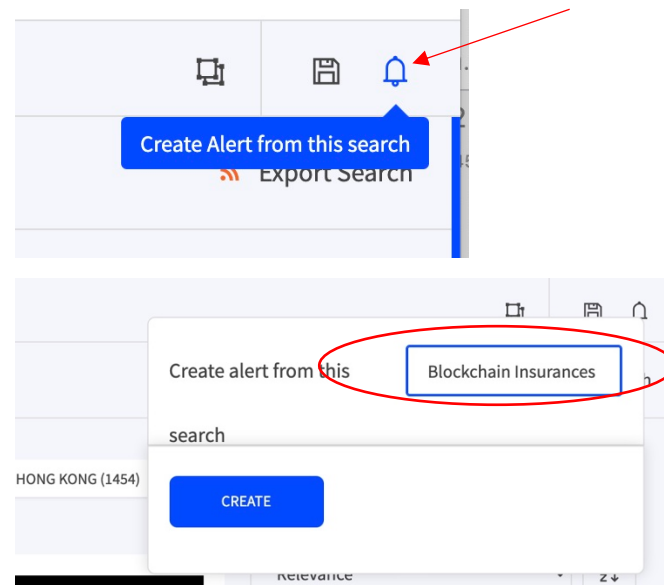 Create Alert from this search
Export Search
Create alert from this
Blockchain Insurances
search
HONG KONG (1454)
CREATE
Relevance